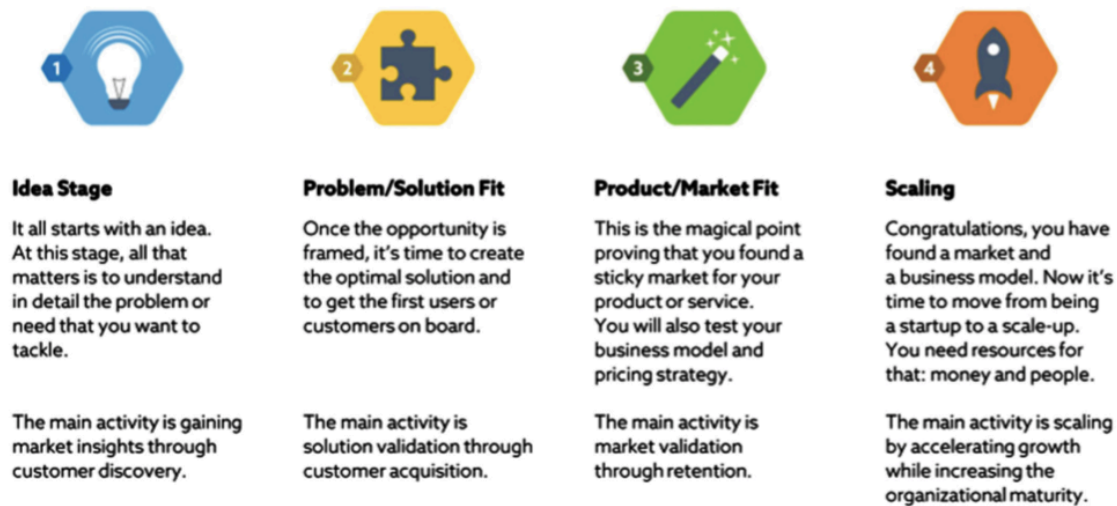 1
2
3
4
Idea Stage
It all starts with an idea.
At this stage, all that
matters is to understand
in detail the problem or
need that you want to
tackle.
The main activity is gaining
market insights through
customer discovery.
Problem/Solution Fit
Once the opportunity is
framed, it's time to create
the optimal solution and
to get the first users or
customers on board.
The main activity is
solution validation through
customer acquisition.
Product/Market Fit
This is the magical point
proving that you found a
sticky market for your
product or service.
You will also test your
business model and
pricing strategy.
The main activity is
market validation
through retention.
Scaling
Congratulations, you have
found a market and
a business model. Now it's
time to move from being
a startup to a scale-up.
You need resources for
that: money and people.
The main activity is scaling
by accelerating growth
while increasing the
organizational maturity.